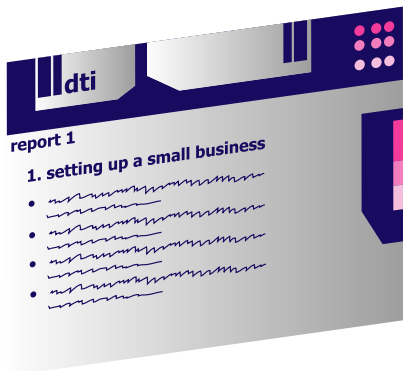 dti
report 1
1. setting up a small business